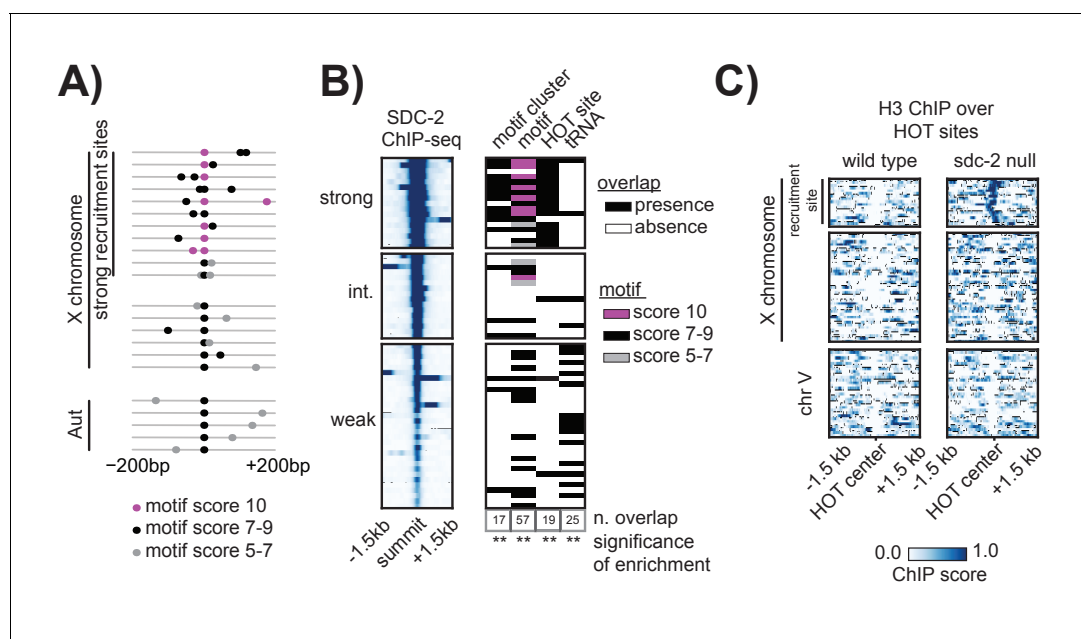 A)
X chromosome
strong recruitment sites
Aut
−200bp
+200bp
motif score 10
motif score 7-9
motif score 5-7
B)
SDC-2
ChIP-seq
motif cluster
motif
HOT site
tRNA
strong
int.
weak
overlap
presence
absence
motif
score 10
score 7-9
score 5-7
17 57 19 25 n. overlap
** ** ** ** significance
of enrichment
-1.5kb
summit
+1.5kb
C)
H3 ChIP over
HOT sites
wild type
sdc-2 null
X chromosome
recruitment
site
chr V
-1.5 kb
HOT center
+1.5 kb
-1.5 kb
HOT center
+1.5 kb
0.0 1.0
ChIP score